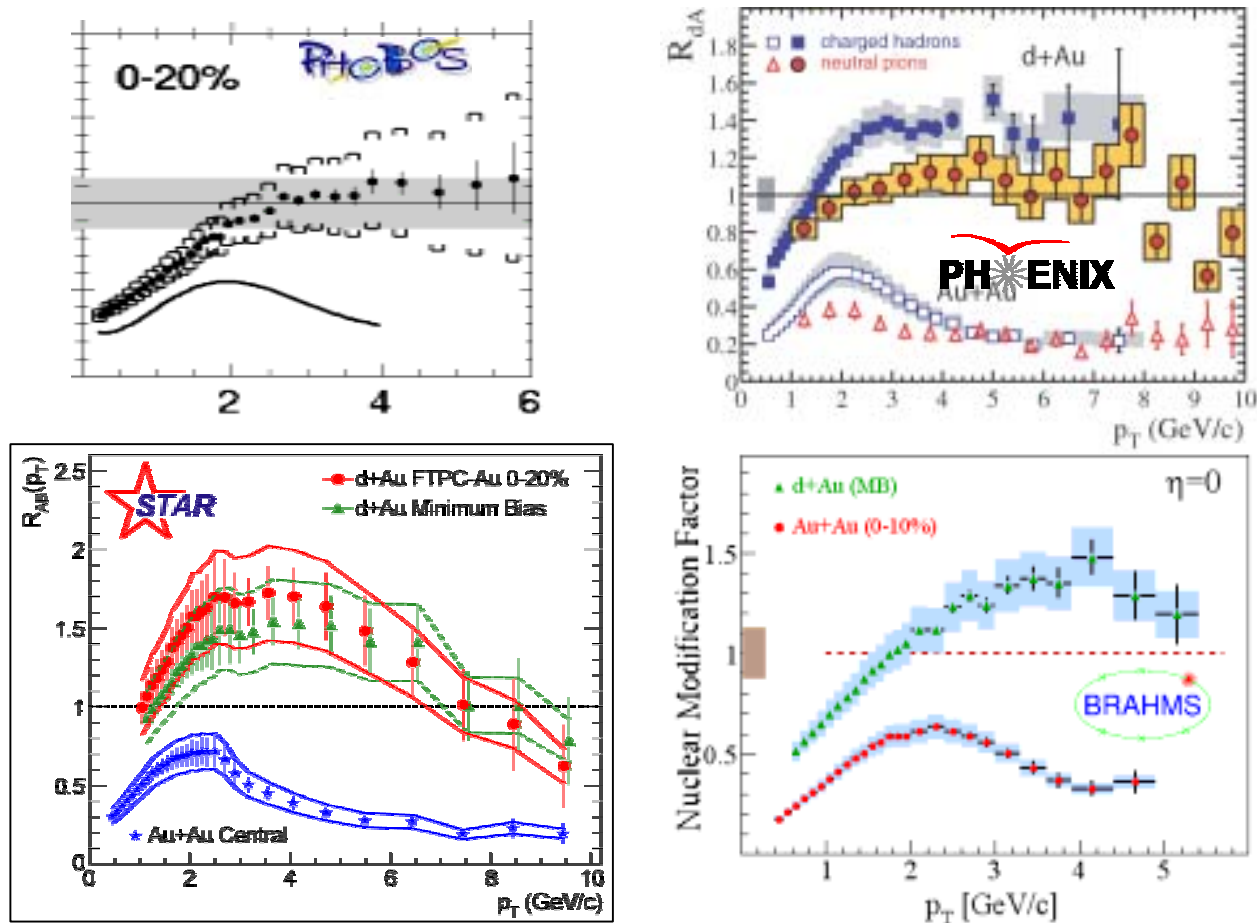 PHOBOS
0-20%
2
4
6
R_dA
1.8
1.6
1.4
1.2
1
0.8
0.6
0.4
0.2
0
charged hadrons
neutral pions
d+Au
PHENIX
Au+Au
0 1 2 3 4 5 6 7 8 9 10
p_T (GeV/c)
R_AB(p_T)
2.5
2
1.5
1
0.5
0
STAR
d+Au FTPC-Au 0-20%
d+Au Minimum Bias
Au+Au Central
0 2 4 6 8 10
p_T (GeV/c)
Nuclear Modification Factor
1.5
1
0.5
d+Au (MB)
Au+Au (0-10%)
η=0
BRAHMS
1 2 3 4 5
p_T [GeV/c]